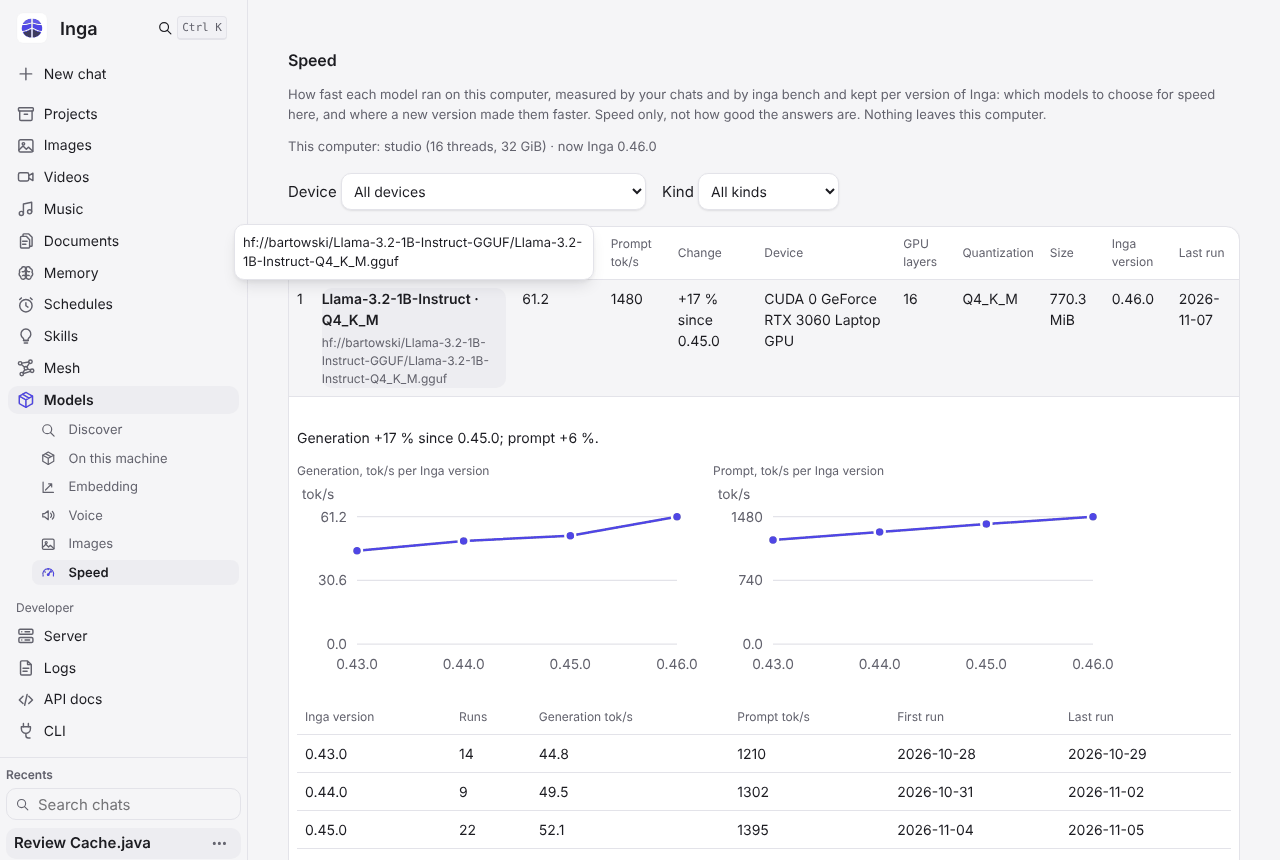 Inga
Ctrl K
New chat
Projects
Images
Videos
Music
Documents
Memory
Schedules
Skills
Mesh
Models
Discover
On this machine
Embedding
Voice
Images
Speed
Developer
Server
Logs
API docs
CLI
Recents
Search chats
Review Cache.java
Speed
How fast each model ran on this computer, measured by your chats and by inga bench and kept per version of Inga: which models to choose for speed
here, and where a new version made them faster. Speed only, not how good the answers are. Nothing leaves this computer.
This computer: studio (16 threads, 32 GiB) · now Inga 0.46.0
Device All devices Kind All kinds
hf://bartowski/Llama-3.2-1B-Instruct-GGUF/Llama-3.2-
1B-Instruct-Q4_K_M.gguf
Prompt tok/s Change Device GPU layers Quantization Size Inga version Last run
1 Llama-3.2-1B-Instruct · Q4_K_M 61.2 1480 +17 % since 0.45.0 CUDA 0 GeForce RTX 3060 Laptop GPU 16 Q4_K_M 770.3 MiB 0.46.0 2026-11-07
hf://bartowski/Llama-3.2-1B-
Instruct-GGUF/Llama-3.2-1B-
Instruct-Q4_K_M.gguf
Generation +17 % since 0.45.0; prompt +6 %.
Generation, tok/s per Inga version
tok/s
61.2
30.6
0.0
0.43.0 0.44.0 0.45.0 0.46.0
Prompt, tok/s per Inga version
tok/s
1480
740
0.0
0.43.0 0.44.0 0.45.0 0.46.0
Inga version Runs Generation tok/s Prompt tok/s First run Last run
0.43.0 14 44.8 1210 2026-10-28 2026-10-29
0.44.0 9 49.5 1302 2026-10-31 2026-11-02
0.45.0 22 52.1 1395 2026-11-04 2026-11-05